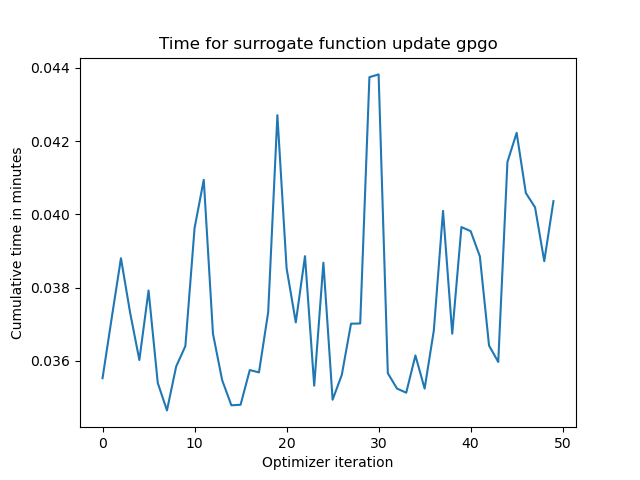 Time for surrogate function update gpgo
Cumulative time in minutes
0.044
0.042
0.040
0.038
0.036
0 10 20 30 40 50
Optimizer iteration